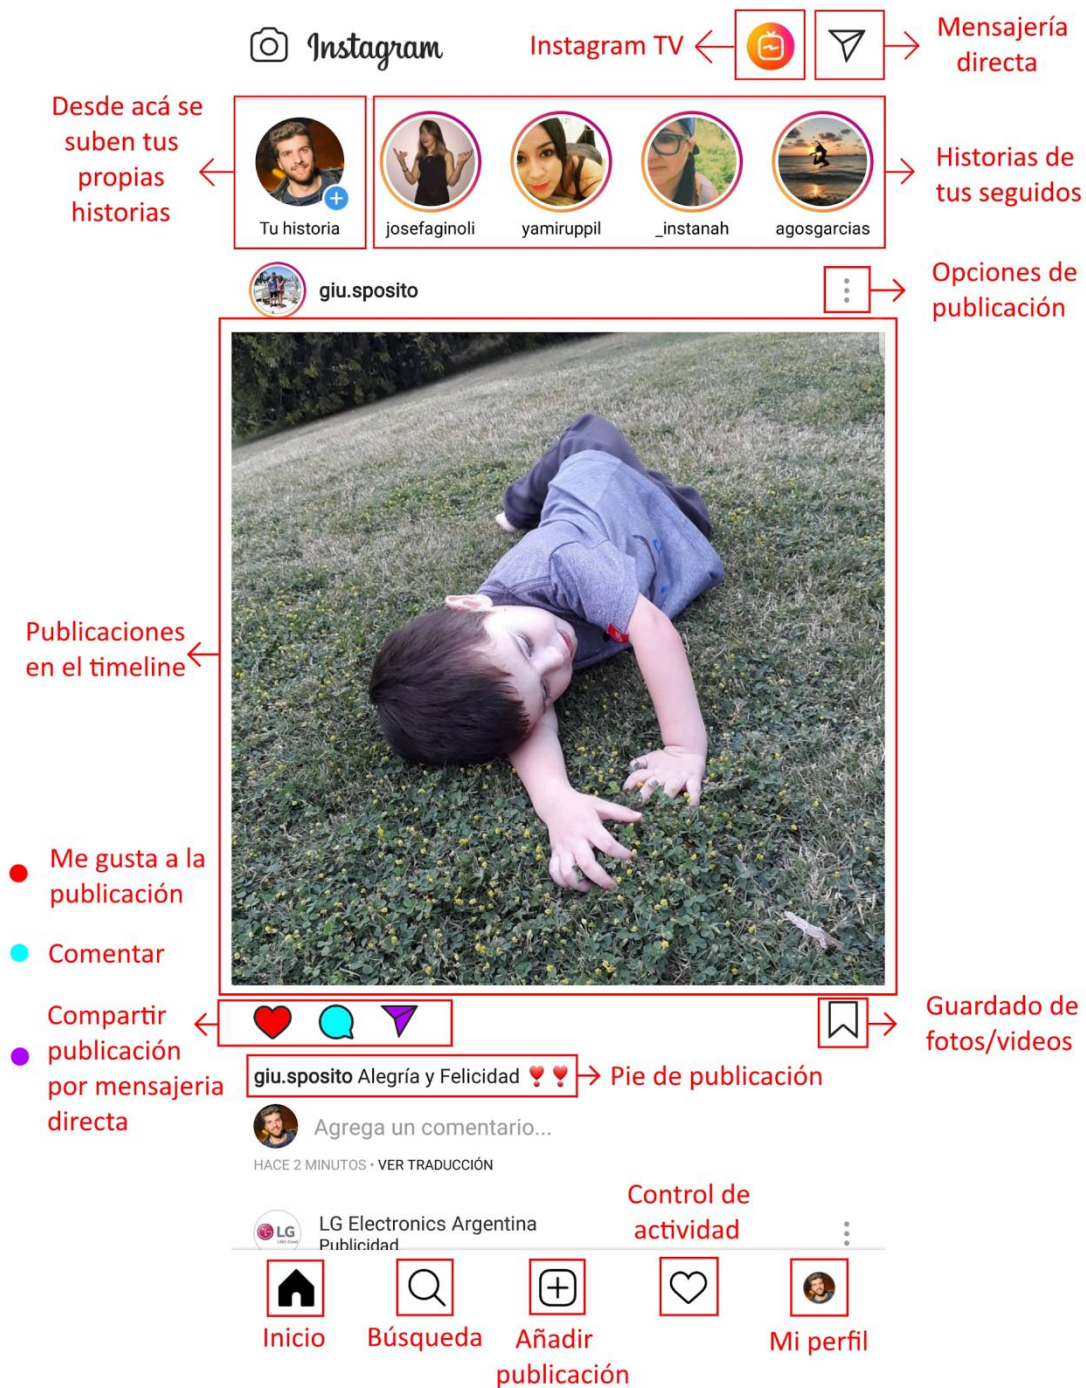 Instagram
Instagram TV
Mensajería
directa
Desde acá se
suben tus
propias
historias
Tu historia
josefaginoli
yamiruppil
_instanah
agosgarcias
Historias de
tus seguidos
giu.sposito
Opciones de
publicación
Publicaciones
en el timeline
Me gusta a la
publicación
Comentar
Compartir
publicación
por mensajeria
directa
Guardado de
fotos/videos
giu.sposito Alegría y Felicidad ❣️❣️
Pie de publicación
Agrega un comentario...
HACE 2 MINUTOS • VER TRADUCCIÓN
Control de
actividad
LG
LG Electronics Argentina
Publicidad
Inicio
Búsqueda
Añadir
publicación
Mi perfil